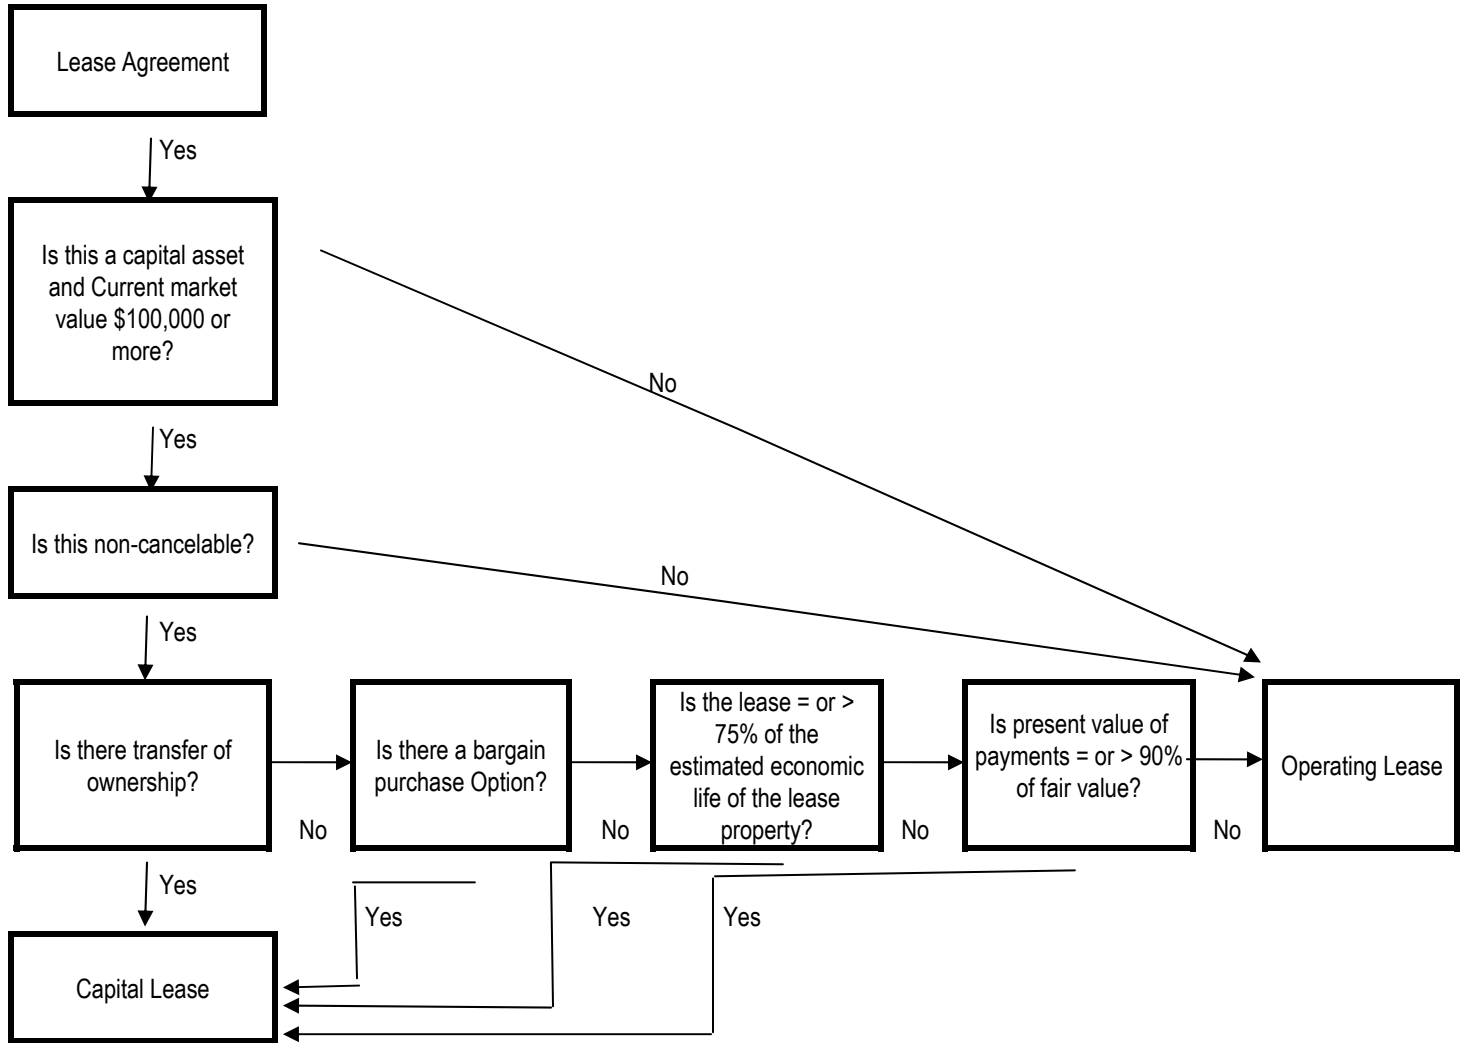 Lease Agreement
Yes
Is this a capital asset
and Current market
value $100,000 or
more?
No
Yes
Is this non-cancelable?
No
Yes
Is there transfer of
ownership?
No
Is there a bargain
purchase Option?
No
Is the lease = or >
75% of the
estimated economic
life of the lease
property?
No
Is present value of
payments = or > 90%
of fair value?
No
Operating Lease
Yes
Yes
Yes
Yes
Capital Lease